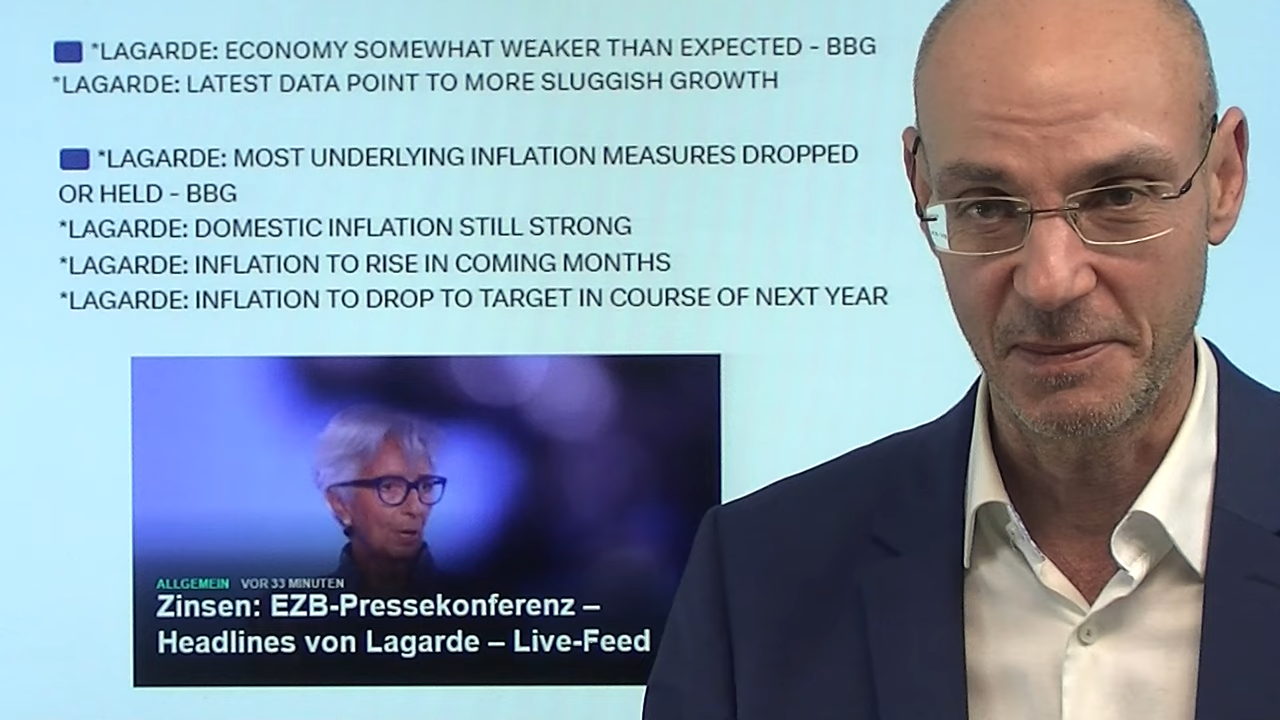 *LAGARDE: ECONOMY SOMEWHAT WEAKER THAN EXPECTED - BBG
*LAGARDE: LATEST DATA POINT TO MORE SLUGGISH GROWTH
*LAGARDE: MOST UNDERLYING INFLATION MEASURES DROPPED
OR HELD - BBG
*LAGARDE: DOMESTIC INFLATION STILL STRONG
*LAGARDE: INFLATION TO RISE IN COMING MONTHS
*LAGARDE: INFLATION TO DROP TO TARGET IN COURSE OF NEXT YEAR
ALLGEMEIN VOR 33 MINUTEN
Zinsen: EZB-Pressekonferenz –
Headlines von Lagarde – Live-Feed